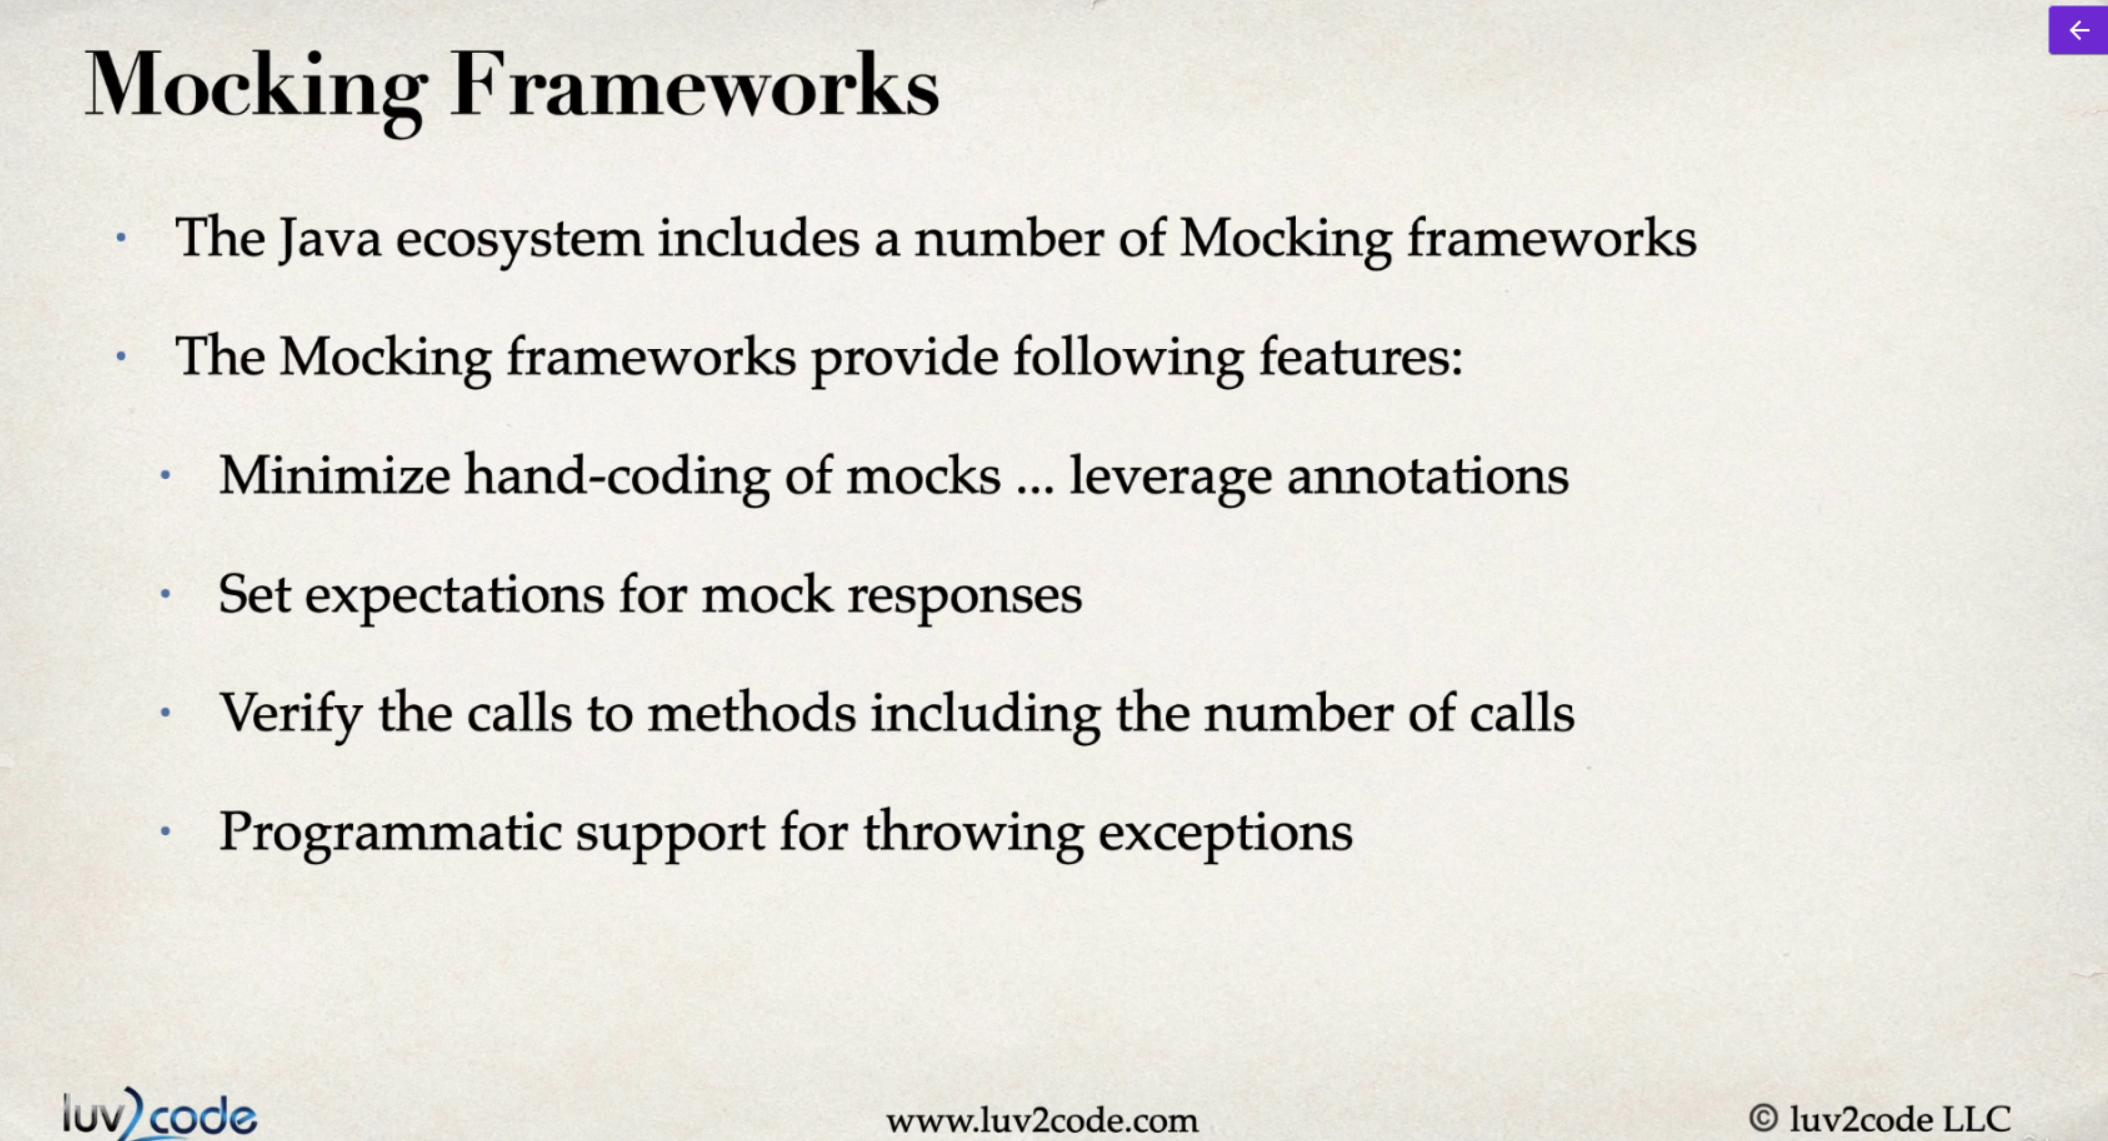 Mocking Frameworks
• The Java ecosystem includes a number of Mocking frameworks
• The Mocking frameworks provide following features:
• Minimize hand-coding of mocks ... leverage annotations
• Set expectations for mock responses
• Verify the calls to methods including the number of calls
• Programmatic support for throwing exceptions
luv2code
www.luv2code.com
© luv2code LLC